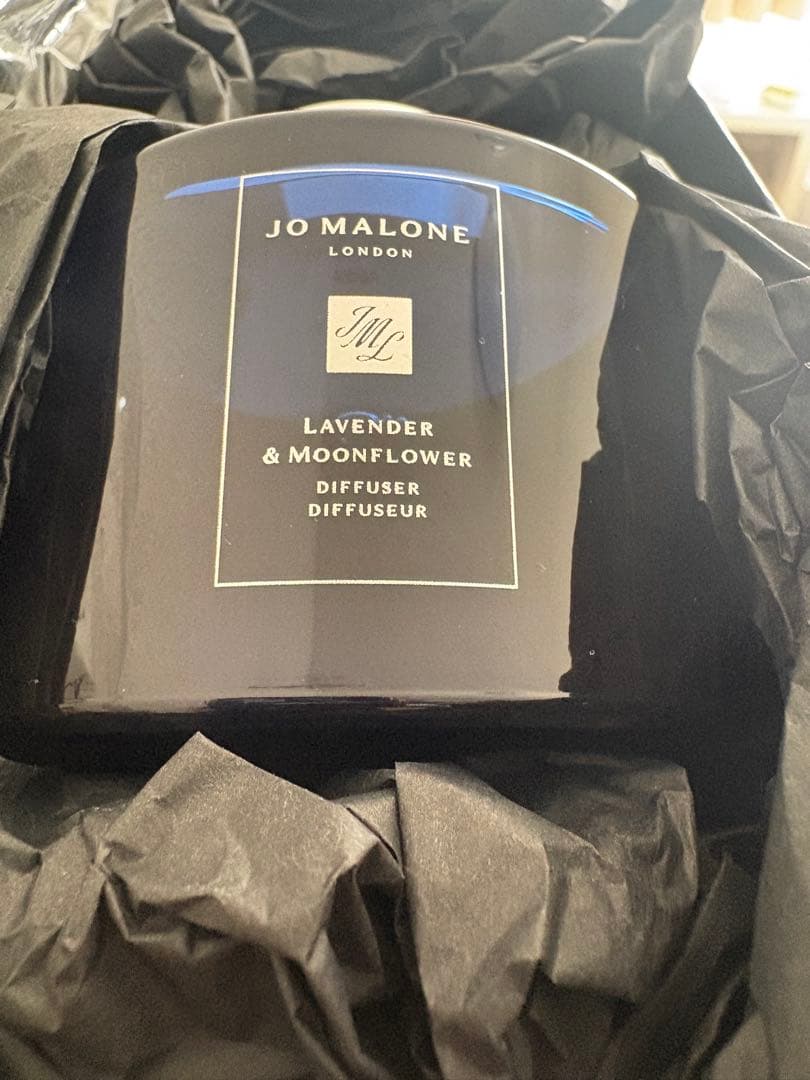 JO MALONE
LONDON
JML
LAVENDER
& MOONFLOWER
DIFFUSER
DIFFUSEUR